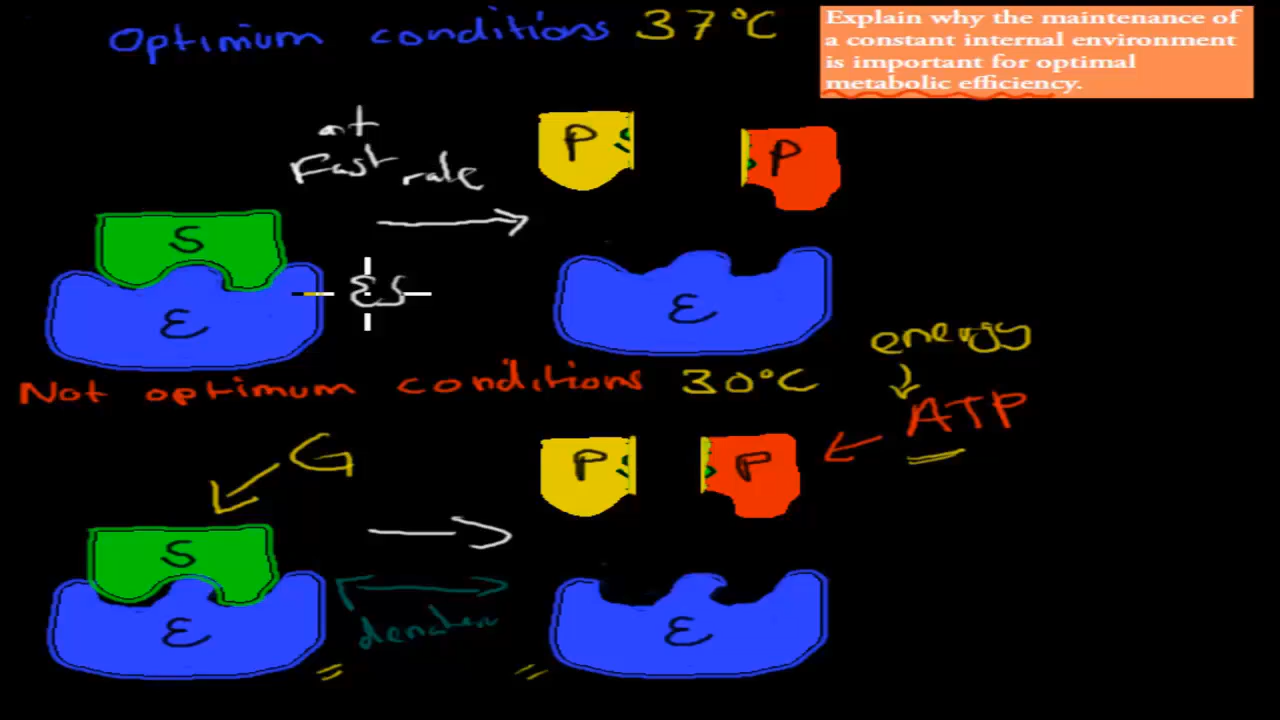 Optimum conditions 37°C
Explain why the maintenance of
a constant internal environment
is important for optimal
metabolic efficiency.
at
Fast rate
P
P
S
ES
E
E
energy
Not optimum conditions 30°C
ATP
G
P
P
S
E
E